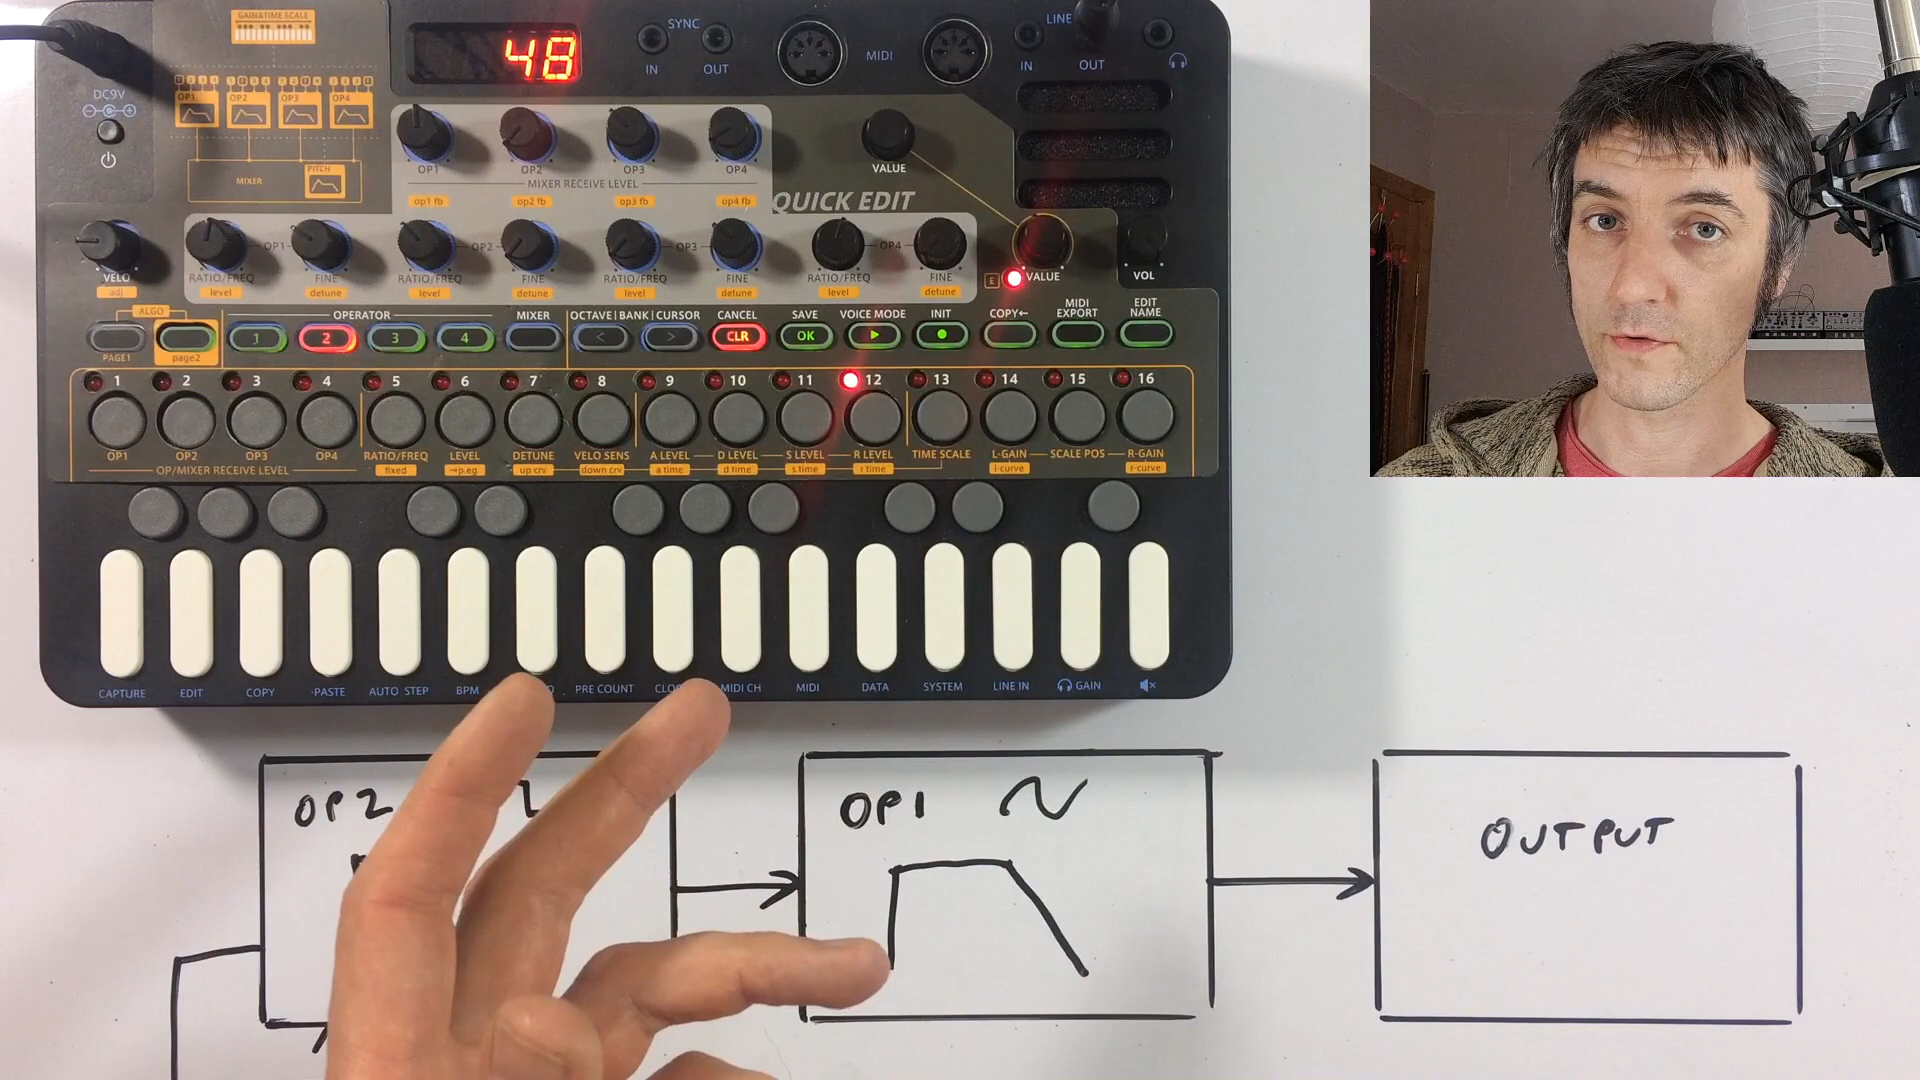 GAIN&TIME SCALE
48
SYNC
IN
OUT
MIDI
LINE
IN
OUT
DC9V
OP1 OP2 OP3 OP4
MIXER
PITCH
OP1 OP2 OP3 OP4
MIXER RECEIVE LEVEL
op1 fb op2 fb op3 fb op4 fb
VALUE
QUICK EDIT
VELO
adj
OP1 OP2 OP3 OP4
RATIO/FREQ FINE RATIO/FREQ FINE RATIO/FREQ FINE RATIO/FREQ FINE
level detune level detune level detune level detune
E
VALUE
VOL
ALGO
PAGE1
page2
OPERATOR
1 2 3 4
MIXER
OCTAVE | BANK | CURSOR
< >
CANCEL
CLR
SAVE
OK
VOICE MODE
INIT
COPY←
MIDI EXPORT
EDIT NAME
1 2 3 4 5 6 7 8 9 10 11 12 13 14 15 16
OP1 OP2 OP3 OP4 RATIO/FREQ LEVEL DETUNE VELO SENS A LEVEL D LEVEL S LEVEL R LEVEL TIME SCALE L-GAIN SCALE POS R-GAIN
OP/MIXER RECEIVE LEVEL
fixed →p.eg up crv down crv a time d time s time r time l-curve r-curve
CAPTURE EDIT COPY PASTE AUTO STEP BPM PRE COUNT MIDI CH MIDI DATA SYSTEM LINE IN GAIN
OP2
OP1
OUTPUT